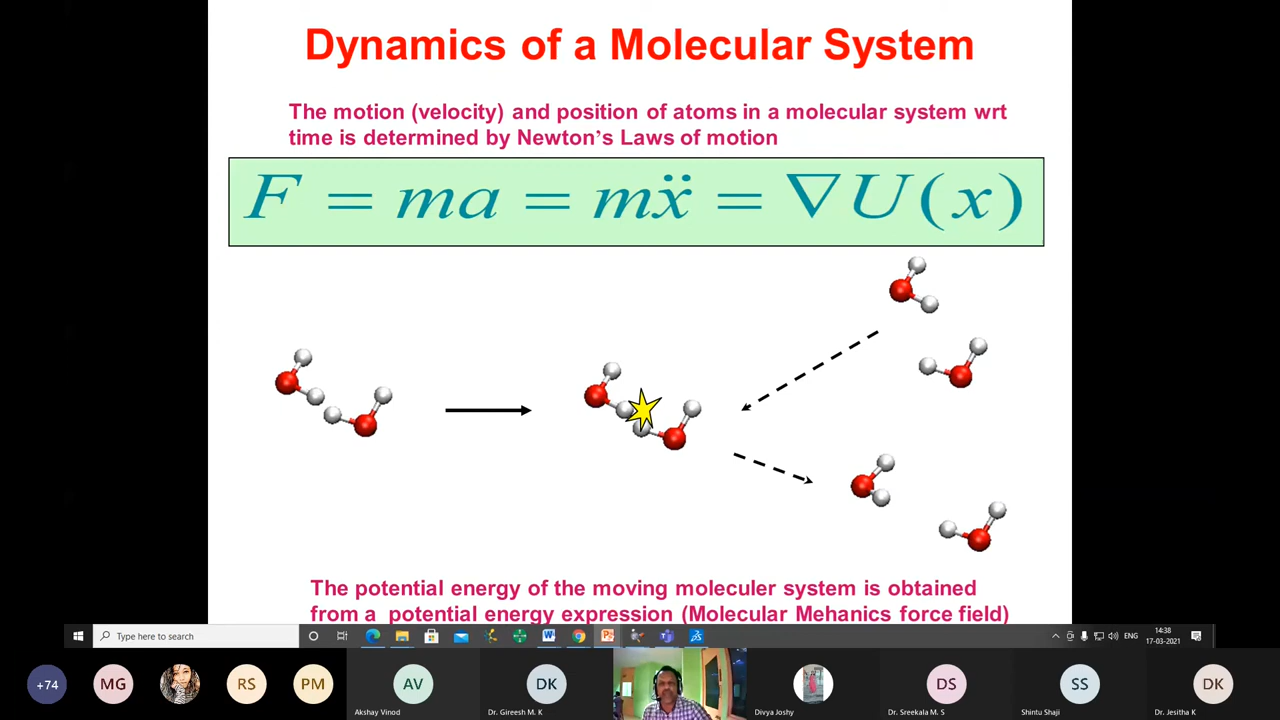 Dynamics of a Molecular System
The motion (velocity) and position of atoms in a molecular system wrt
time is determined by Newton's Laws of motion
F = ma = mẍ = ∇U(x)
The potential energy of the moving moleculer system is obtained
from a potential energy expression (Molecular Mehanics force field)
Type here to search
ENG
14:38
17-03-2021
+74
MG
RS
PM
AV
DK
DS
SS
DK
Akshay Vinod
Dr. Gireesh M. K
Divya Joshy
Dr. Sreekala M. S
Shintu Shaji
Dr. Jesitha K